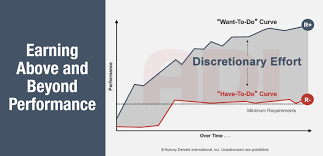 Earning
Above and
Beyond
Performance
"Want-To-Do" Curve
R+
Discretionary Effort
"Have-To-Do" Curve
R-
Minimum Requirements
Performance
Over Time . . .
© Aubrey Daniels International, Inc. Unauthorized use prohibited.
ADI